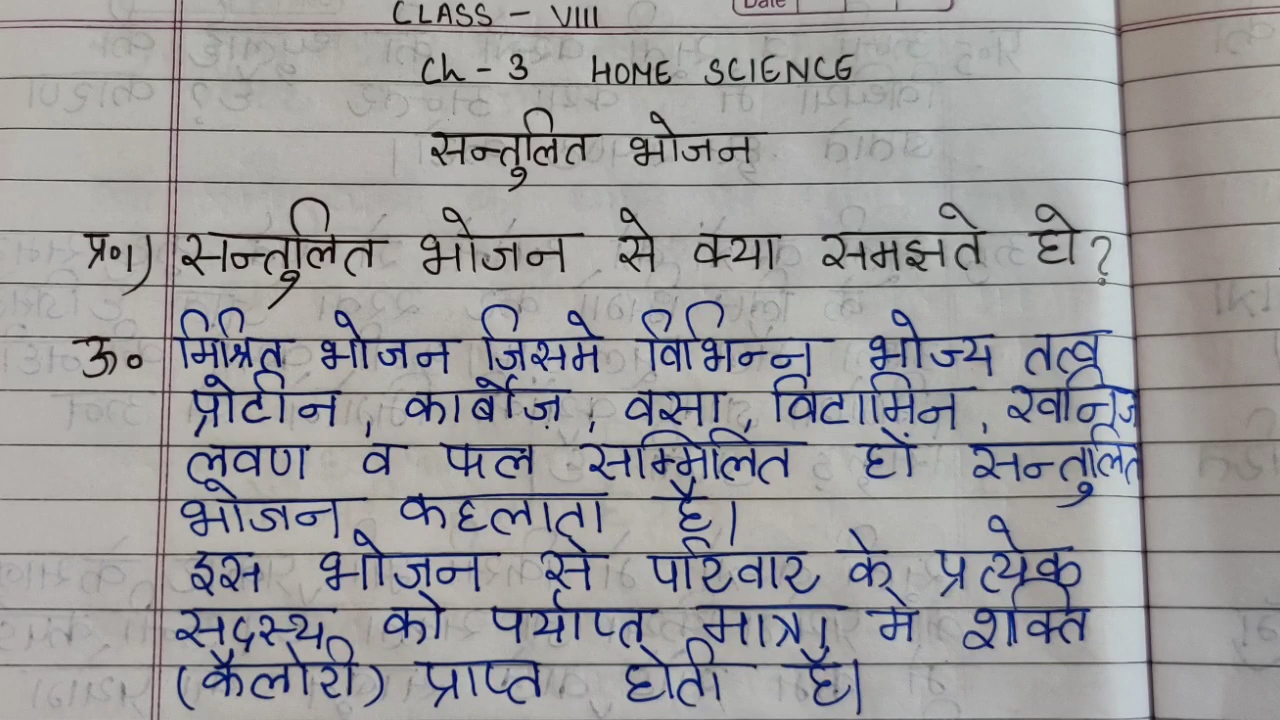 Date
CLASS - VIII
Ch - 3 HOME SCIENCE
सन्तुलित भोजन
प्र०1) सन्तुलित भोजन से क्या समझते हो?
उ० मिश्रित भोजन जिसमे विभिन्न भोज्य तत्व
प्रोटीन, कार्बोज़, वसा, विटामिन, खनिज
लवण व फल सम्मिलित हों सन्तुलित
भोजन कहलाता है।
इस भोजन से परिवार के प्रत्येक
सदस्य को पर्याप्त मात्रा मे शक्ति
(कैलोरी) प्राप्त होती है।